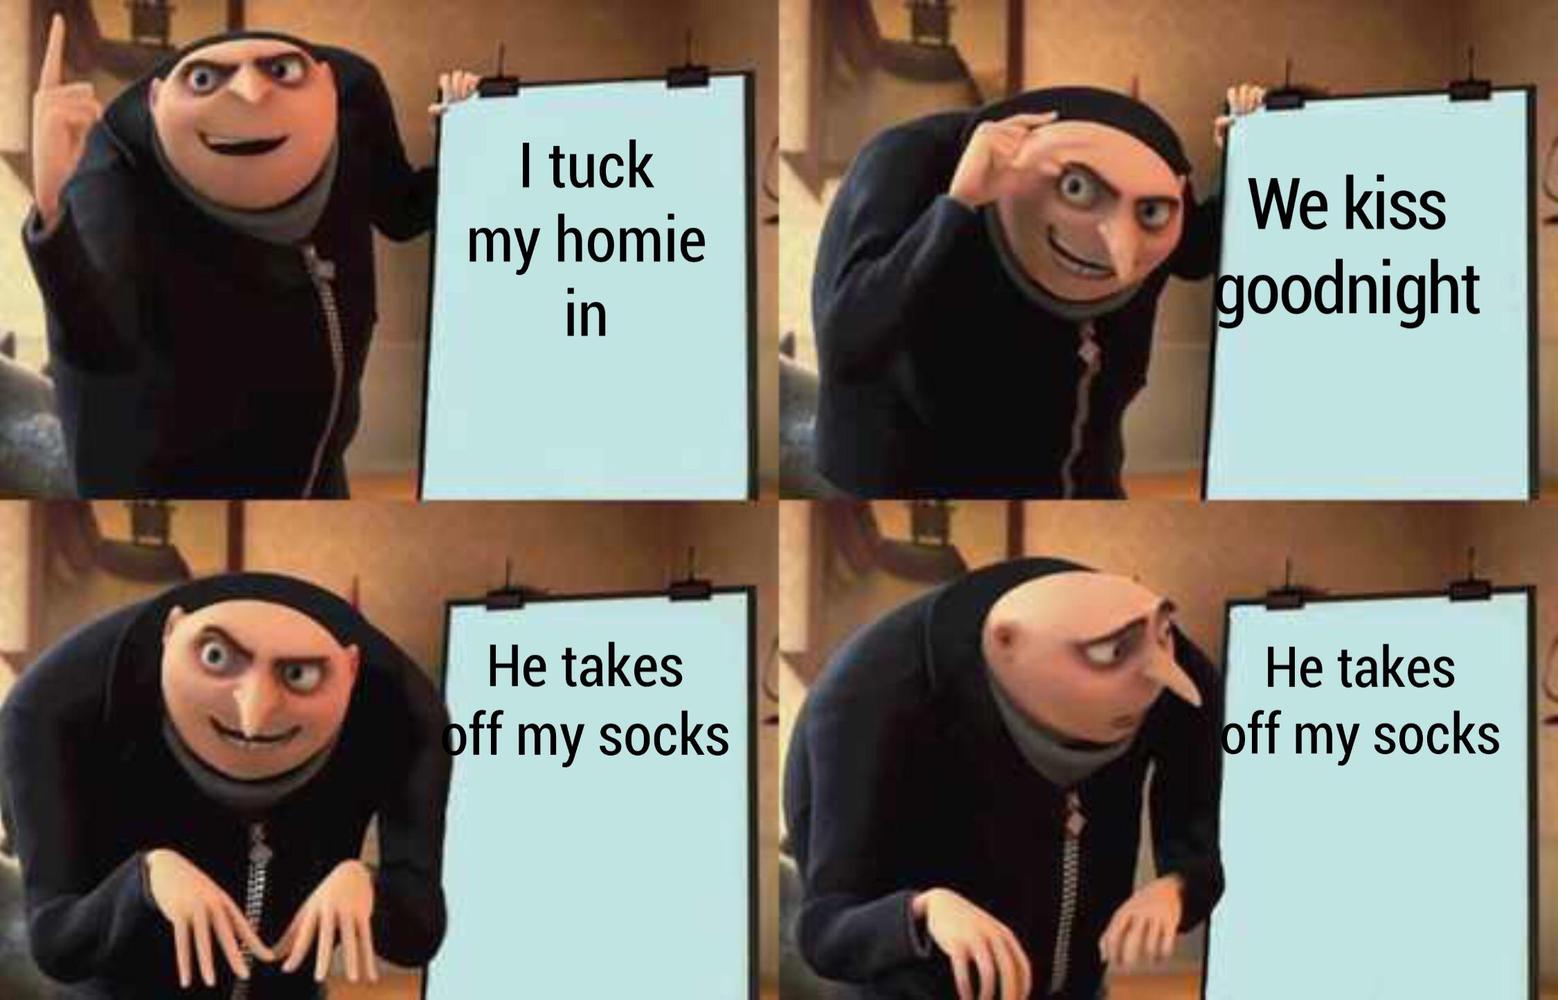 I tuck
my homie
in
We kiss
goodnight
He takes
off my socks
He takes
off my socks